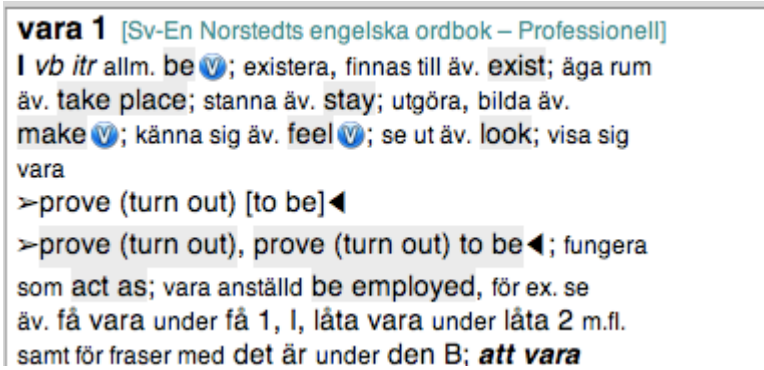 vara 1 [Sv-En Norstedts engelska ordbok – Professionell]
I vb itr allm. be V; existera, finnas till äv. exist; äga rum
äv. take place; stanna äv. stay; utgöra, bilda äv.
make V; känna sig äv. feel V; se ut äv. look; visa sig
vara
➢prove (turn out) [to be]◀
➢prove (turn out), prove (turn out) to be◀; fungera
som act as; vara anställd be employed, för ex. se
äv. få vara under få 1, I, låta vara under låta 2 m.fl.
samt för fraser med det är under den B; att vara